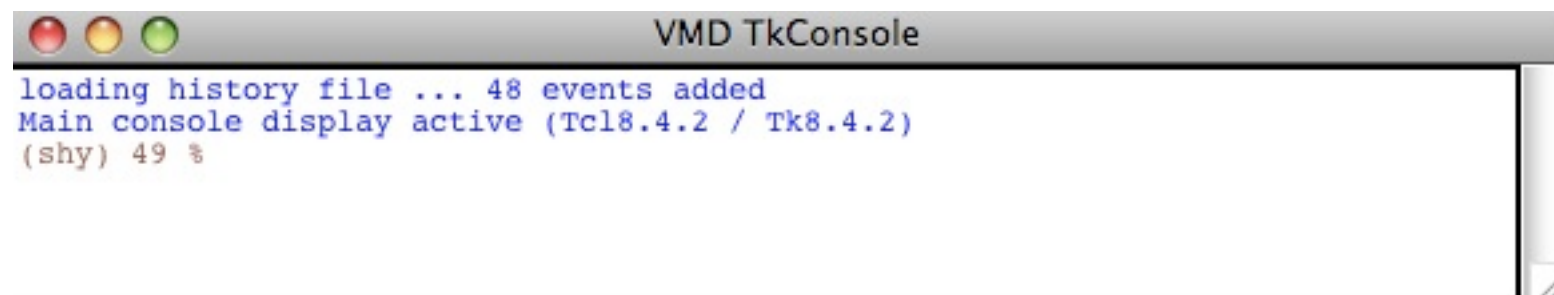 VMD TkConsole
loading history file ... 48 events added
Main console display active (Tcl8.4.2 / Tk8.4.2)
(shy) 49 %